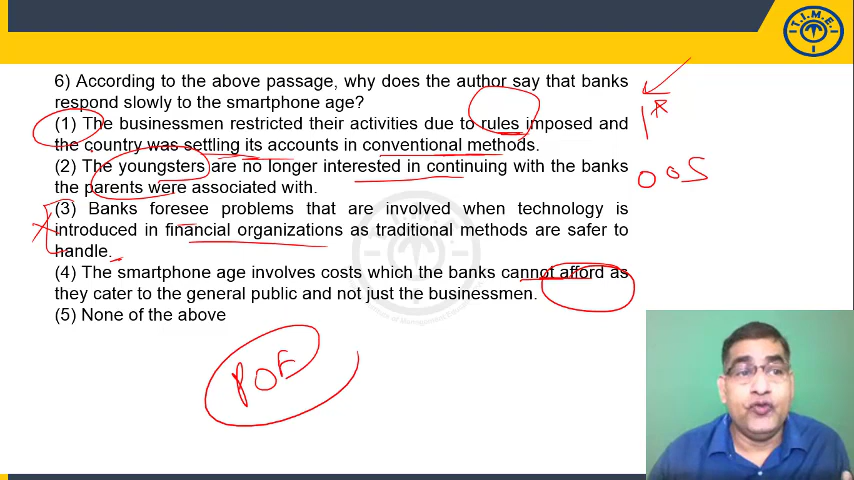 T.I.M.E.
6) According to the above passage, why does the author say that banks
respond slowly to the smartphone age?
(1) The businessmen restricted their activities due to rules imposed and
the country was settling its accounts in conventional methods.
(2) The youngsters are no longer interested in continuing with the banks
the parents were associated with.
(3) Banks foresee problems that are involved when technology is
introduced in financial organizations as traditional methods are safer to
handle.
(4) The smartphone age involves costs which the banks cannot afford as
they cater to the general public and not just the businessmen.
(5) None of the above
OOS
POE